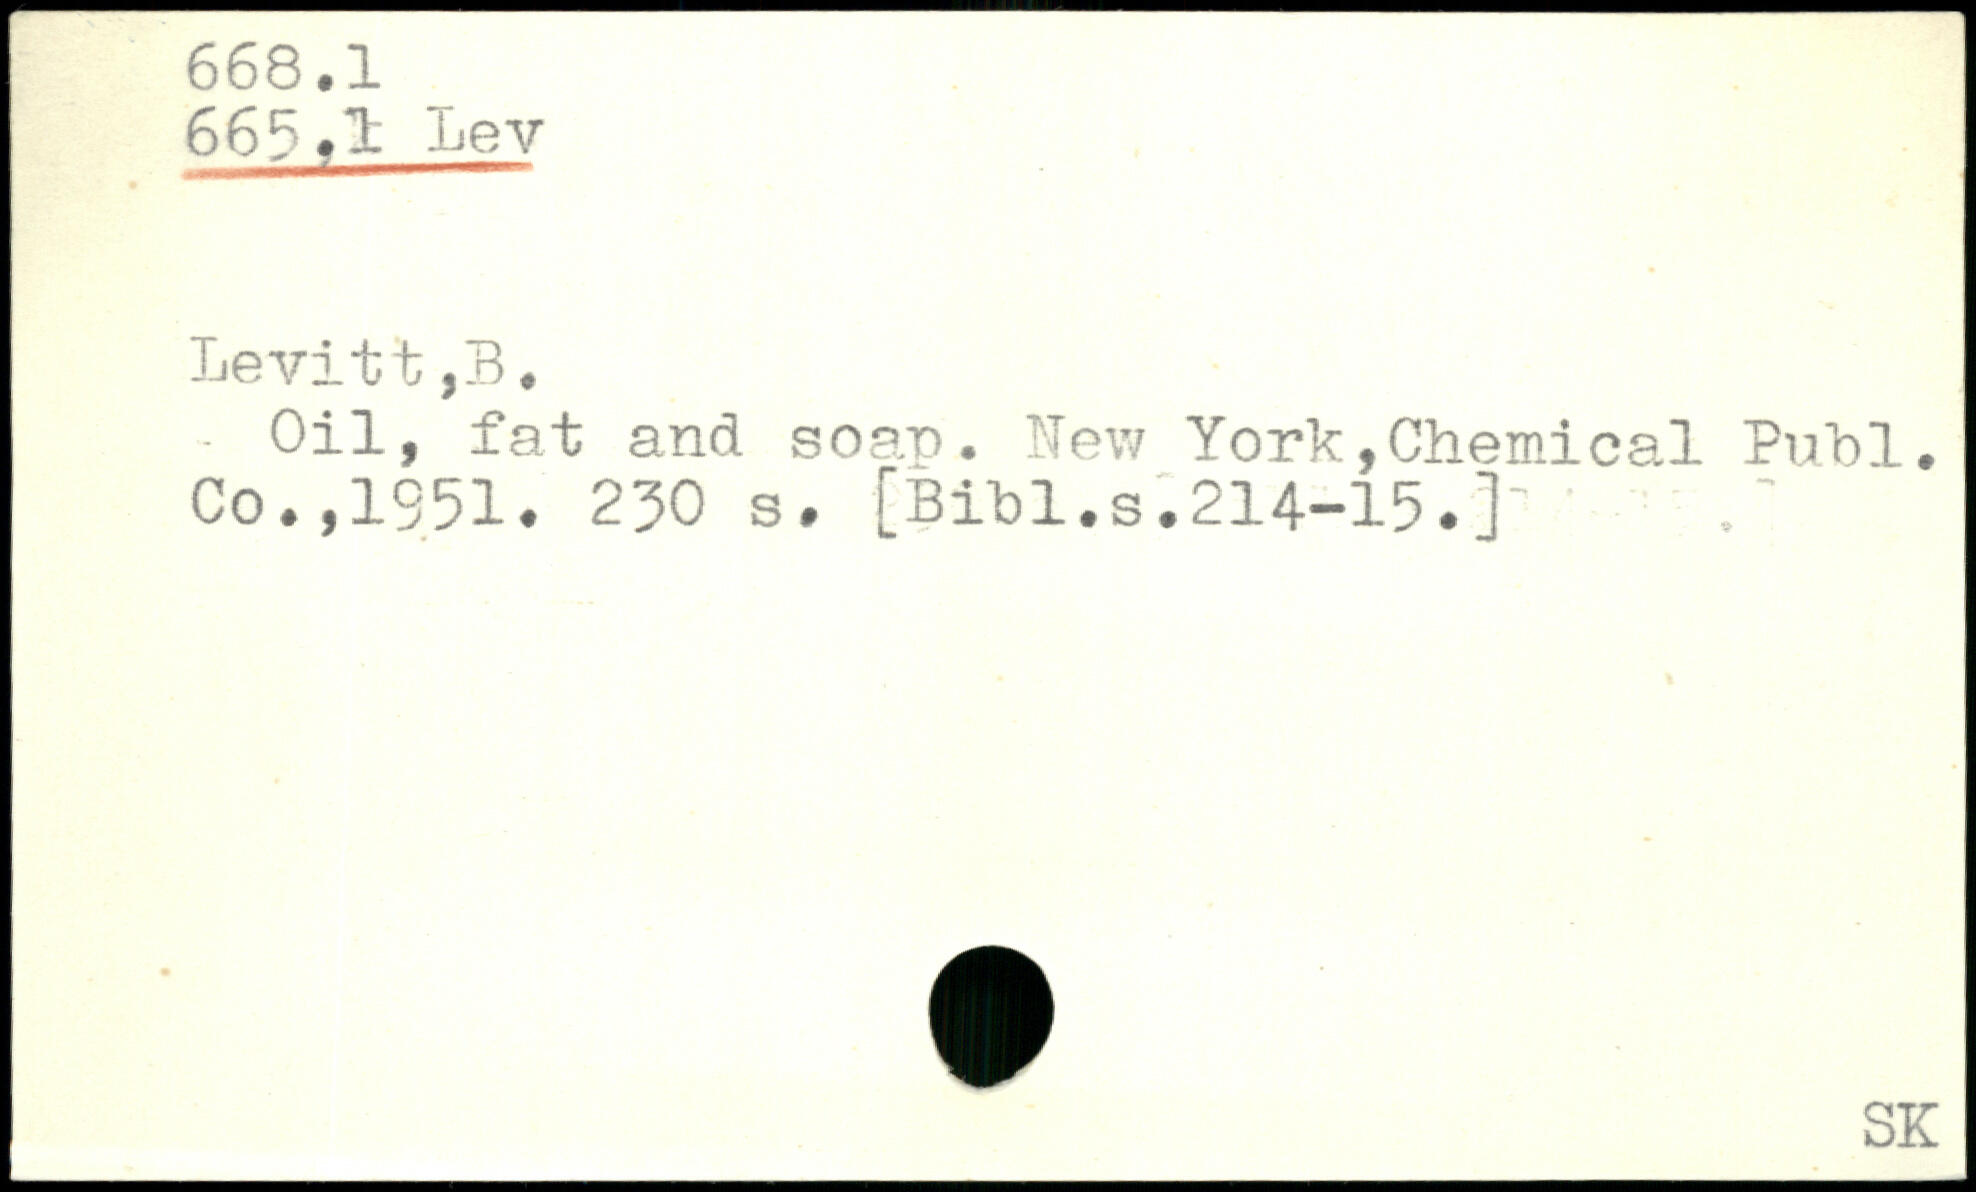 668.1
665,1 Lev
Levitt,B.
Oil, fat and soap. New York,Chemical Publ.
Co.,1951. 230 s. [Bibl.s.214-15.]
SK